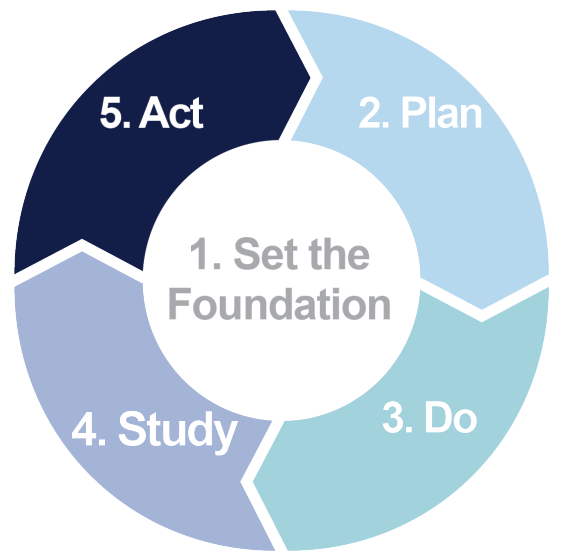 1. Set the
Foundation
2. Plan
3. Do
4. Study
5. Act